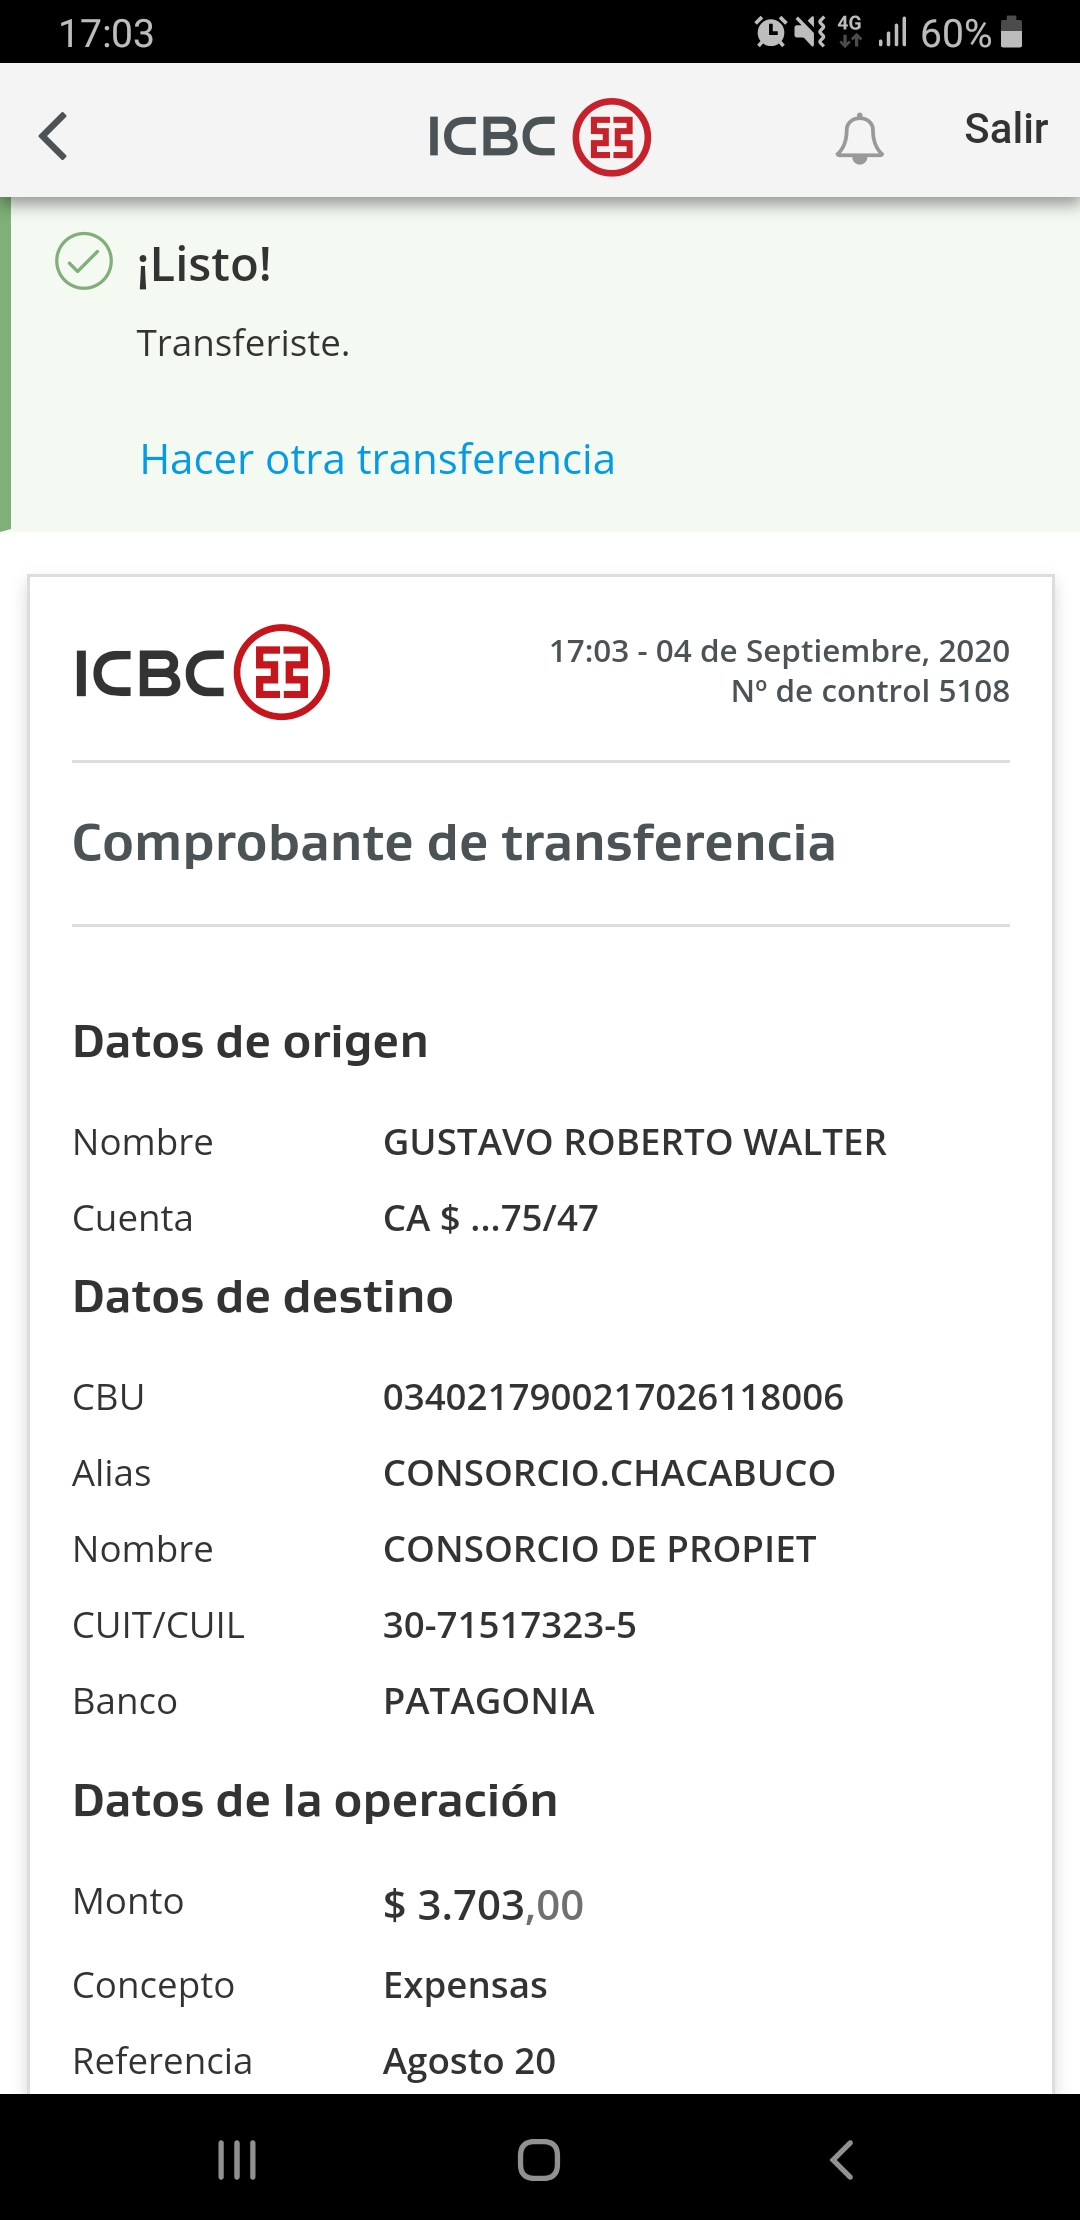 17:03 4G 60%
ICBC Salir
¡Listo!
Transferiste.
Hacer otra transferencia
ICBC
17:03 - 04 de Septiembre, 2020
Nº de control 5108
Comprobante de transferencia
Datos de origen
Nombre GUSTAVO ROBERTO WALTER
Cuenta CA $ ...75/47
Datos de destino
CBU 0340217900217026118006
Alias CONSORCIO.CHACABUCO
Nombre CONSORCIO DE PROPIET
CUIT/CUIL 30-71517323-5
Banco PATAGONIA
Datos de la operación
Monto $ 3.703,00
Concepto Expensas
Referencia Agosto 20